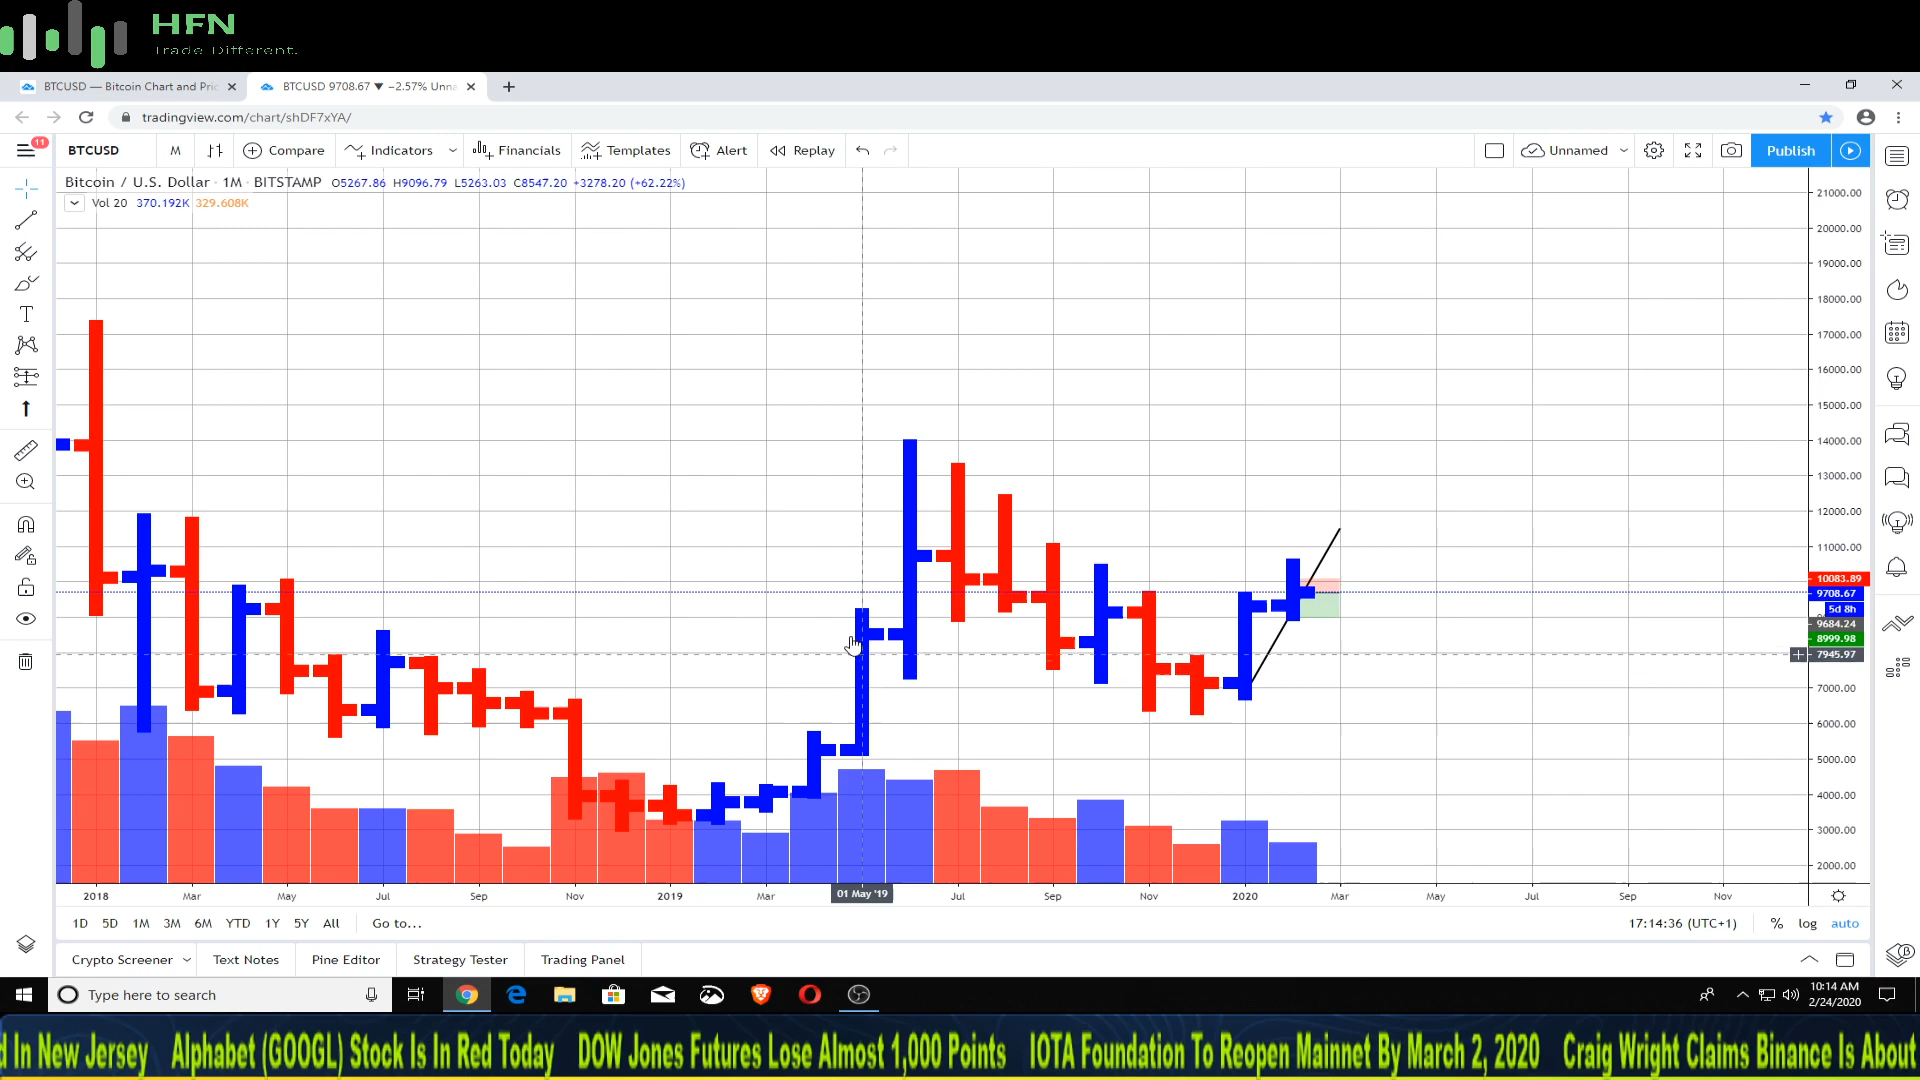 HFN
Trade Different.
BTCUSD — Bitcoin Chart and Pric
BTCUSD 9708.67 ▼ −2.57% Unna
tradingview.com/chart/shDF7xYA/
11
BTCUSD M Compare Indicators Financials Templates Alert Replay Unnamed Publish
Bitcoin / U.S. Dollar · 1M · BITSTAMP O5267.86 H9096.79 L5263.03 C8547.20 +3278.20 (+62.22%)
Vol 20 370.192K 329.608K
21000.00
20000.00
19000.00
18000.00
17000.00
16000.00
15000.00
14000.00
13000.00
12000.00
11000.00
10083.89
9708.67
5d 8h
9684.24
8999.98
7945.97
7000.00
6000.00
5000.00
4000.00
3000.00
2000.00
2018 Mar May Jul Sep Nov 2019 Mar 01 May '19 Jul Sep Nov 2020 Mar May Jul Sep Nov
1D 5D 1M 3M 6M YTD 1Y 5Y All Go to... 17:14:36 (UTC+1) % log auto
Crypto Screener Text Notes Pine Editor Strategy Tester Trading Panel
Type here to search
10:14 AM
2/24/2020
d In New Jersey Alphabet (GOOGL) Stock Is In Red Today DOW Jones Futures Lose Almost 1,000 Points IOTA Foundation To Reopen Mainnet By March 2, 2020 Craig Wright Claims Binance Is About